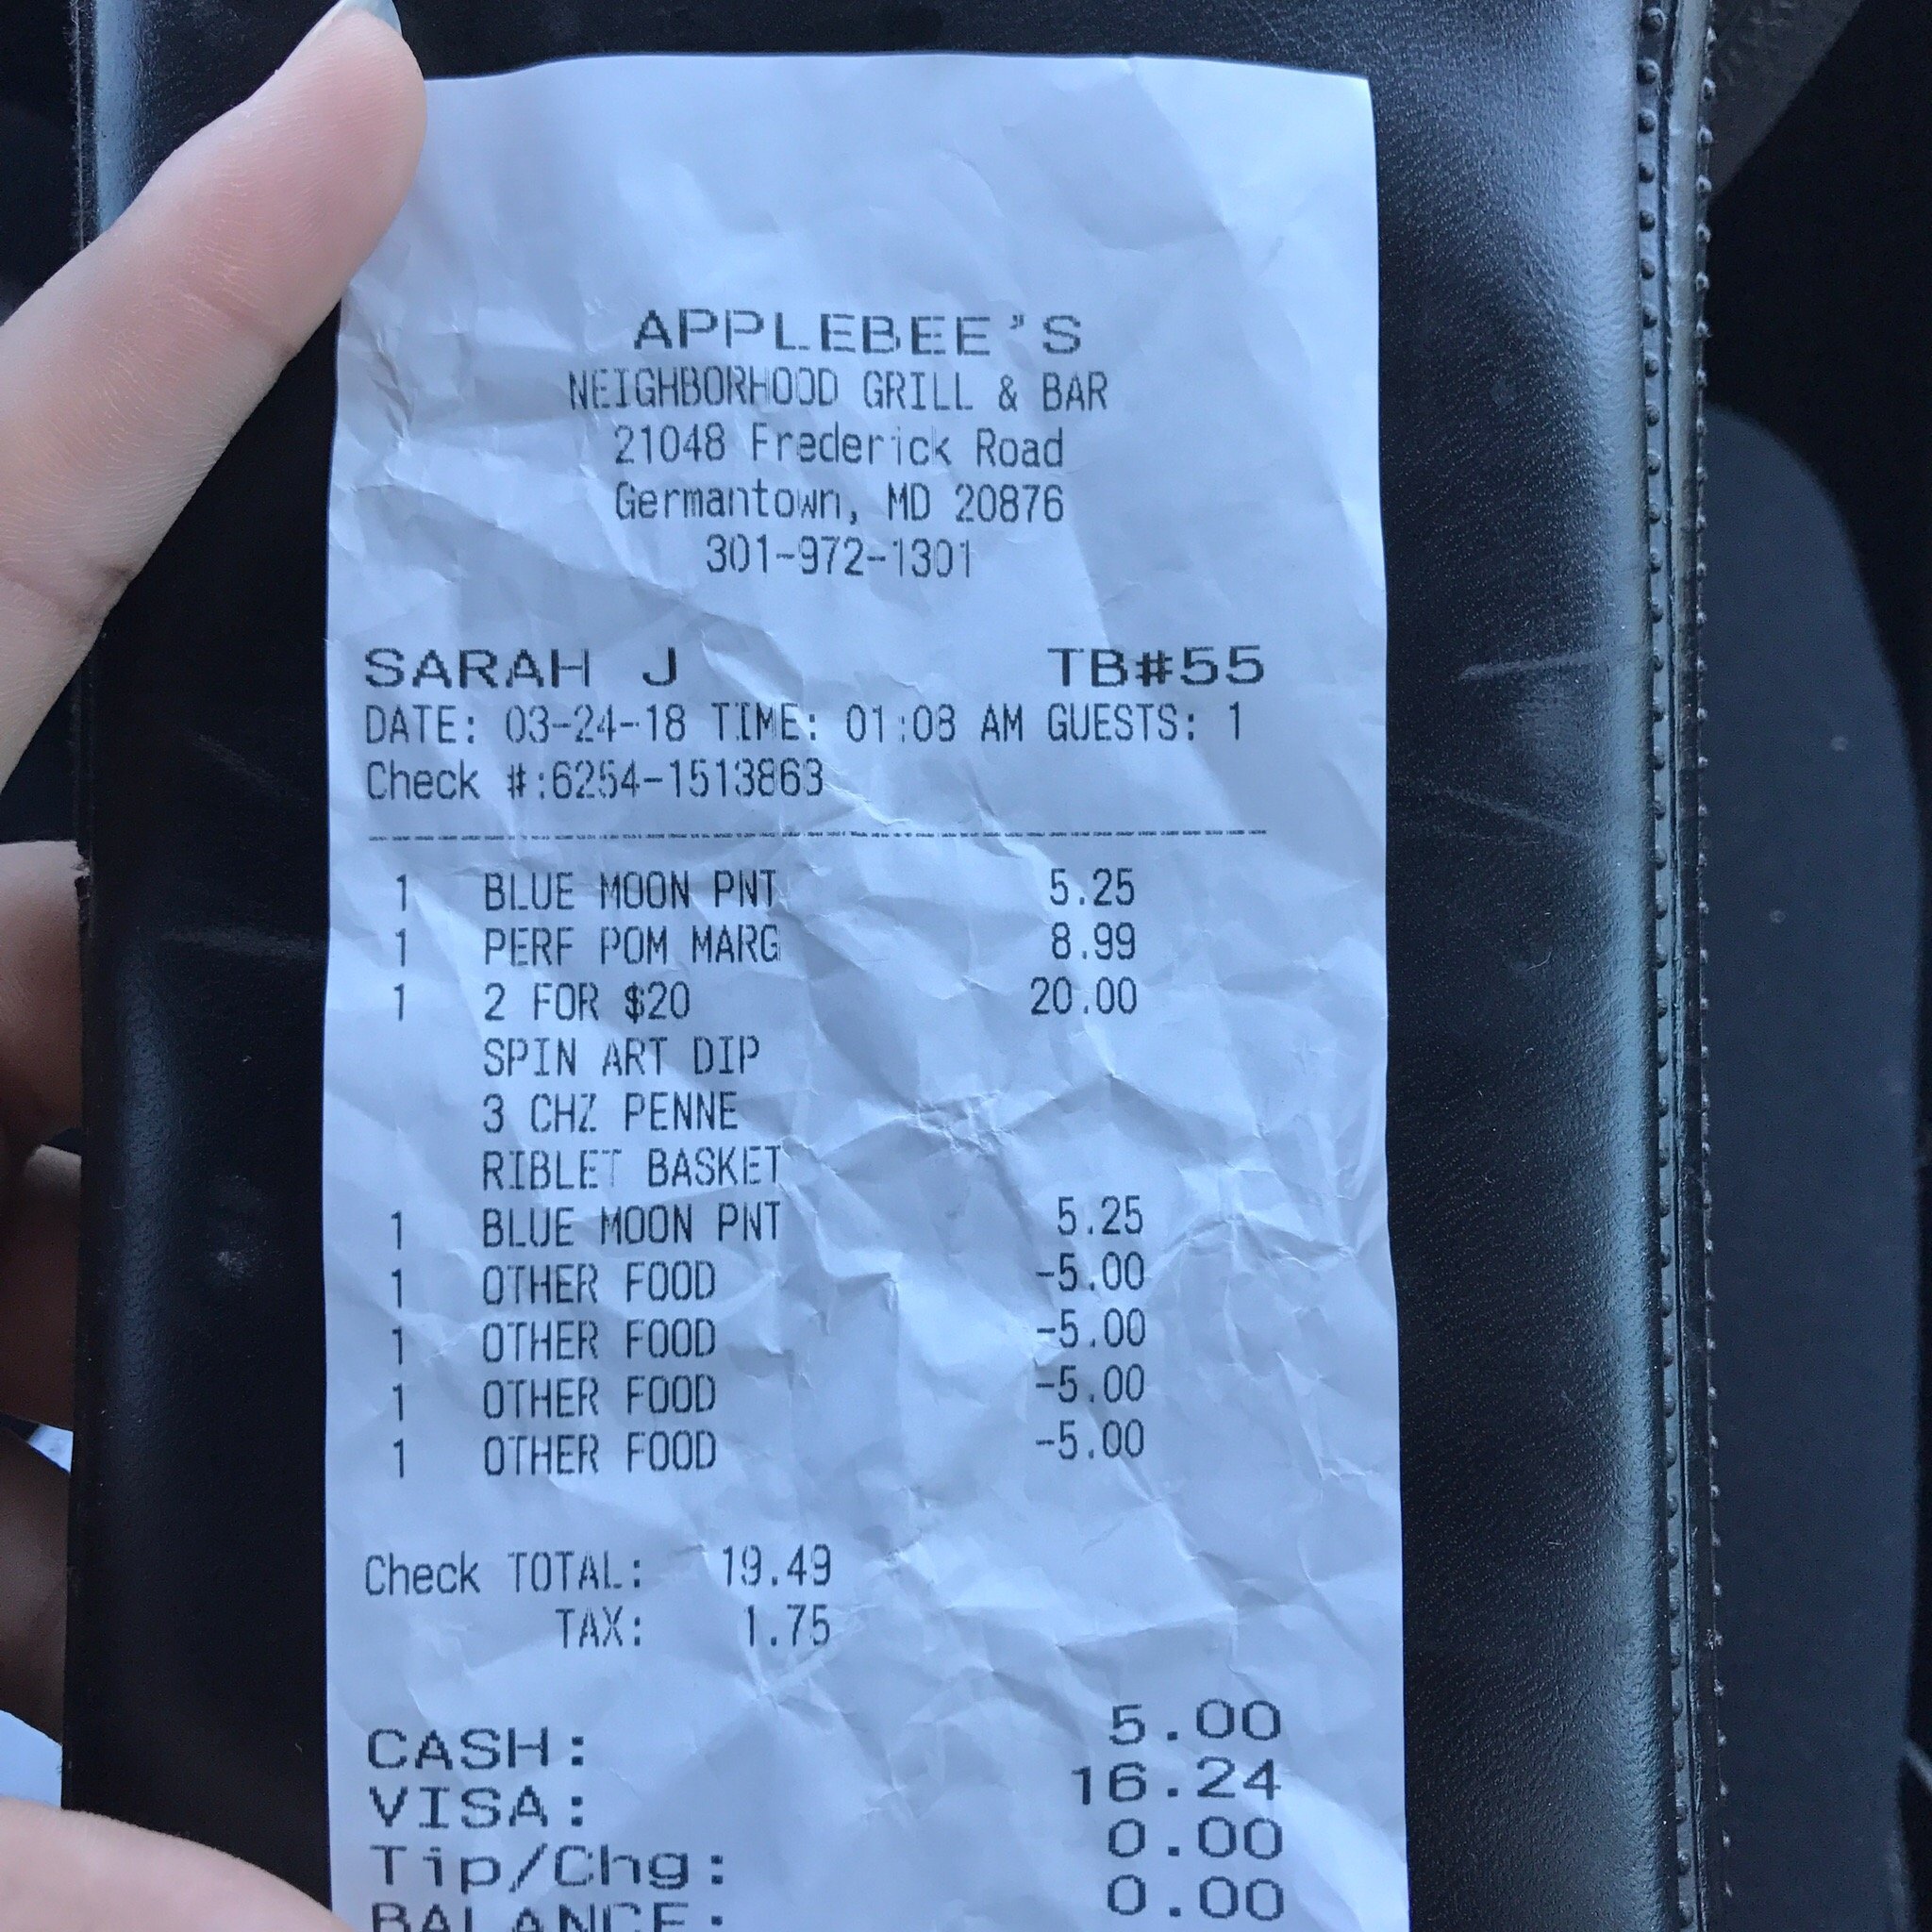 APPLEBEE'S
NEIGHBORHOOD GRILL & BAR
21048 Frederick Road
Germantown, MD 20876
301-972-1301
SARAH J TB#55
DATE: 03-24-18 TIME: 01:08 AM GUESTS: 1
Check #:6254-1513863
1 BLUE MOON PNT 5.25
1 PERF POM MARG 8.99
1 2 FOR $20 20.00
SPIN ART DIP
3 CHZ PENNE
RIBLET BASKET
1 BLUE MOON PNT 5.25
1 OTHER FOOD -5.00
1 OTHER FOOD -5.00
1 OTHER FOOD -5.00
1 OTHER FOOD -5.00
Check TOTAL: 19.49
TAX: 1.75
CASH: 5.00
VISA: 16.24
Tip/Chg: 0.00
BALANCE: 0.00